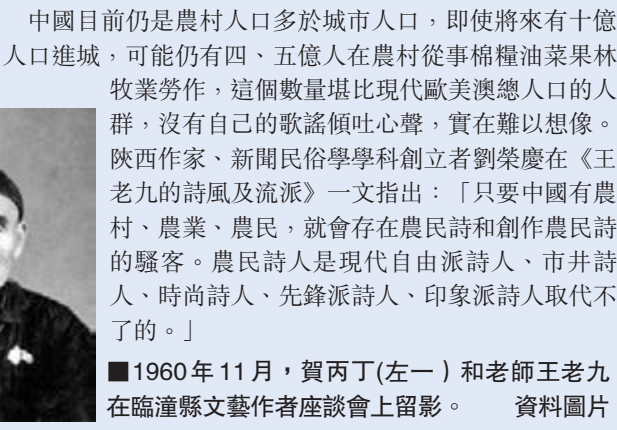 中國目前仍是農村人口多於城市人口，即使將來有十億
人口進城，可能仍有四、五億人在農村從事棉糧油菜果林
牧業勞作，這個數量堪比現代歐美澳總人口的人
群，沒有自己的歌謠傾吐心聲，實在難以想像。
陝西作家、新聞民俗學學科創立者劉榮慶在《王
老九的詩風及流派》一文指出：「只要中國有農
村、農業、農民，就會存在農民詩和創作農民詩
的騷客。農民詩人是現代自由派詩人、市井詩
人、時尚詩人、先鋒派詩人、印象派詩人取代不
了的。」
■1960年11月，賀丙丁(左一）和老師王老九
在臨潼縣文藝作者座談會上留影。 資料圖片